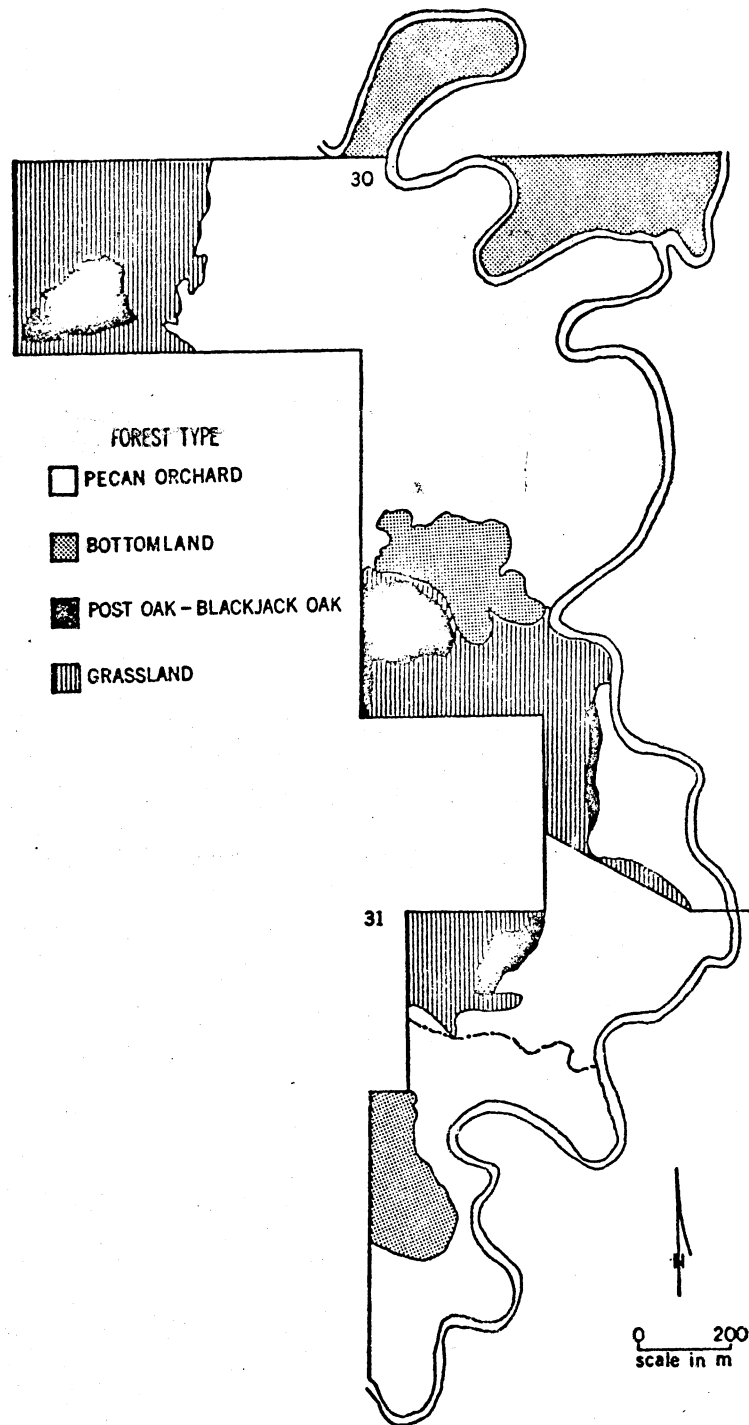 30
FOREST TYPE
PECAN ORCHARD
BOTTOMLAND
POST OAK - BLACKJACK OAK
GRASSLAND
31
N
0 200
scale in m